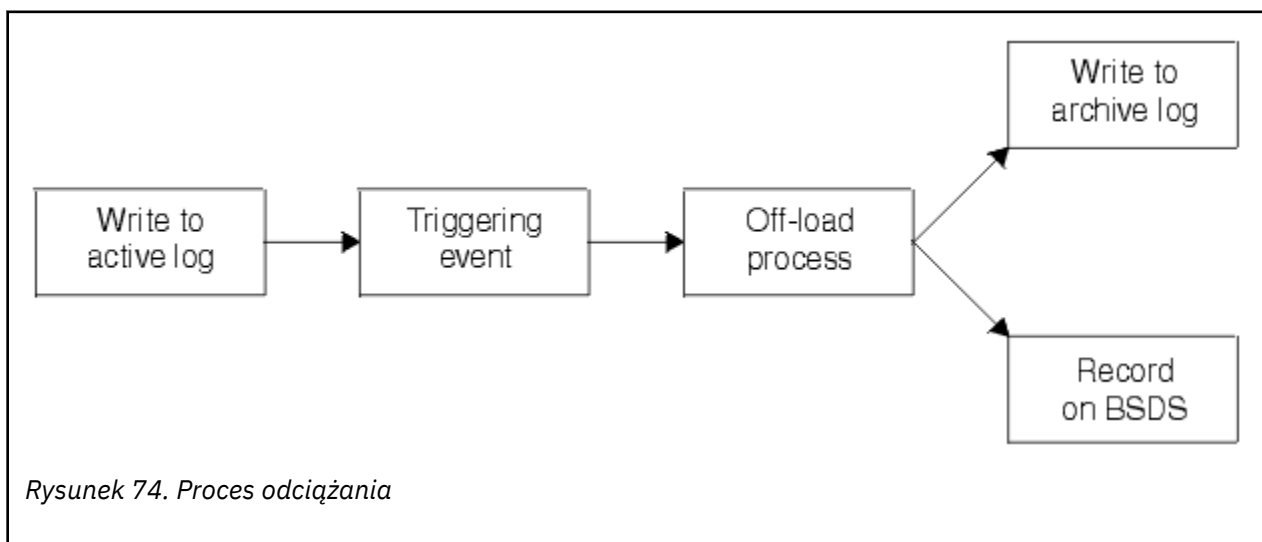 Write to
active log
Triggering
event
Off-load
process
Write to
archive log
Record
on BSDS
Rysunek 74. Proces odciążania